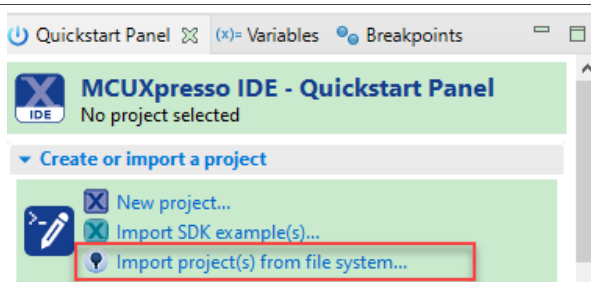 Quickstart Panel (x)= Variables Breakpoints
MCUXpresso IDE - Quickstart Panel
IDE No project selected
Create or import a project
New project...
Import SDK example(s)...
Import project(s) from file system...